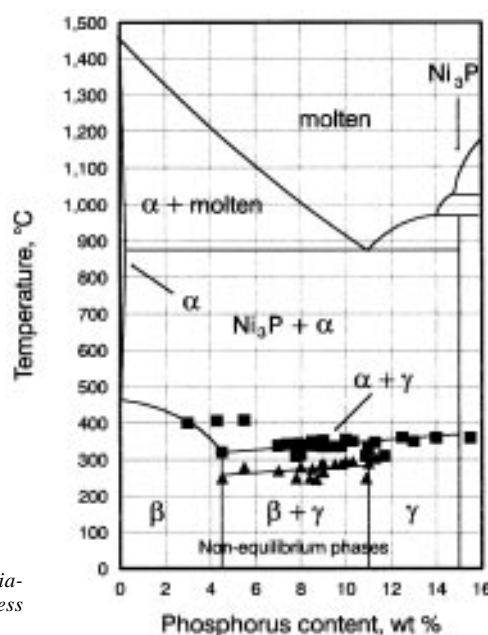 1,500
1,400
1,300
1,200
1,100
1,000
900
800
700
600
500
400
300
200
100
0
Temperature, °C
Ni₃P
molten
α + molten
α
Ni₃P + α
α + γ
β
β + γ
γ
Non-equilibrium phases
0 2 4 6 8 10 12 14 16
Phosphorus content, wt %
ia-
ess